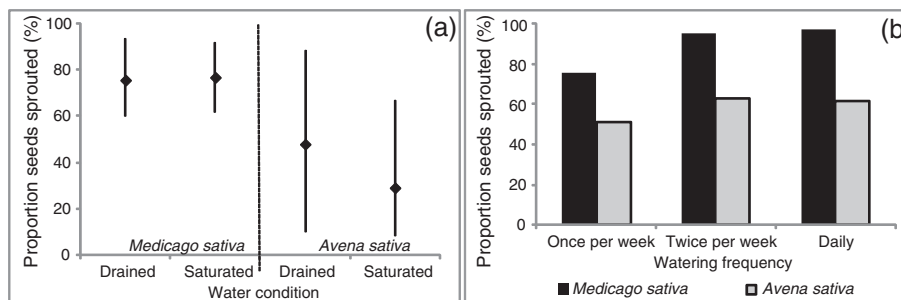 (a)
Proportion seeds sprouted (%)
100
80
60
40
20
0
Medicago sativa Avena sativa
Drained Saturated Drained Saturated
Water condition
(b)
Proportion seeds sprouted (%)
100
80
60
40
20
0
Once per week Twice per week Daily
Watering frequency
Medicago sativa Avena sativa